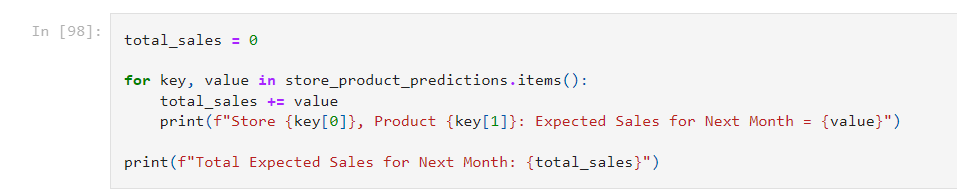 In [98]:
total_sales = 0
for key, value in store_product_predictions.items():
    total_sales += value
    print(f"Store {key[0]}, Product {key[1]}: Expected Sales for Next Month = {value}")
print(f"Total Expected Sales for Next Month: {total_sales}")